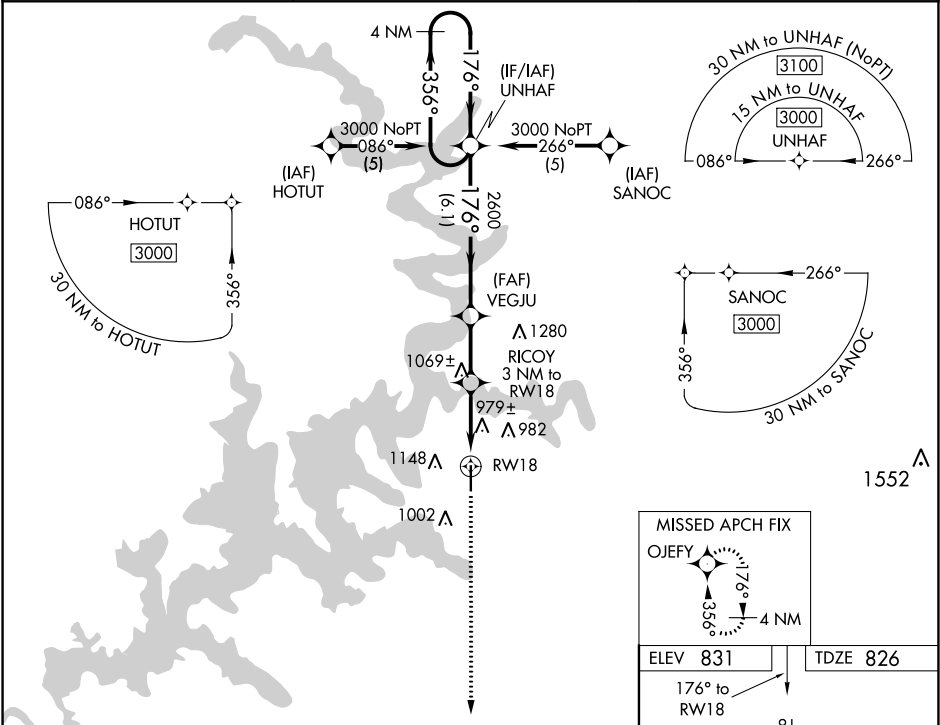 4 NM
356°
176°
(IF/IAF)
UNHAF
3000 NoPT
086°
(5)
(IAF)
HOTUT
3000 NoPT
266°
(5)
(IAF)
SANOC
30 NM to UNHAF (NoPT)
3100
15 NM to UNHAF
3000
UNHAF
086°
266°
086°
HOTUT
3000
356°
30 NM to HOTUT
2600
176°
(6.1)
(FAF)
VEGJU
1280
1069±
RICOY
3 NM to
RW18
979±
982
1148
RW18
1002
266°
SANOC
3000
356°
30 NM to SANOC
1552
MISSED APCH FIX
OJEFY
176°
356°
4 NM
ELEV 831
TDZE 826
176° to
RW18